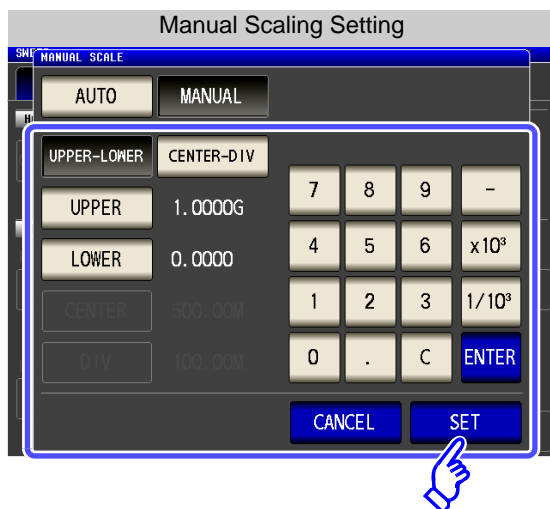 Manual Scaling Setting
SWE
MANUAL SCALE
AUTO MANUAL
H
UPPER-LOWER CENTER-DIV
7 8 9 -
UPPER 1.0000G
4 5 6 x10³
LOWER 0.0000
1 2 3 1/10³
CENTER 500.00M
0 . C ENTER
DIV 100.00M
CANCEL SET